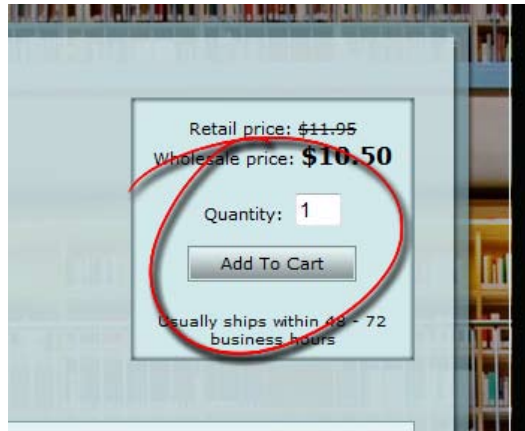 Retail price: $11.95
Wholesale price: $10.50
Quantity: 1
Add To Cart
Usually ships within 48 - 72
business hours